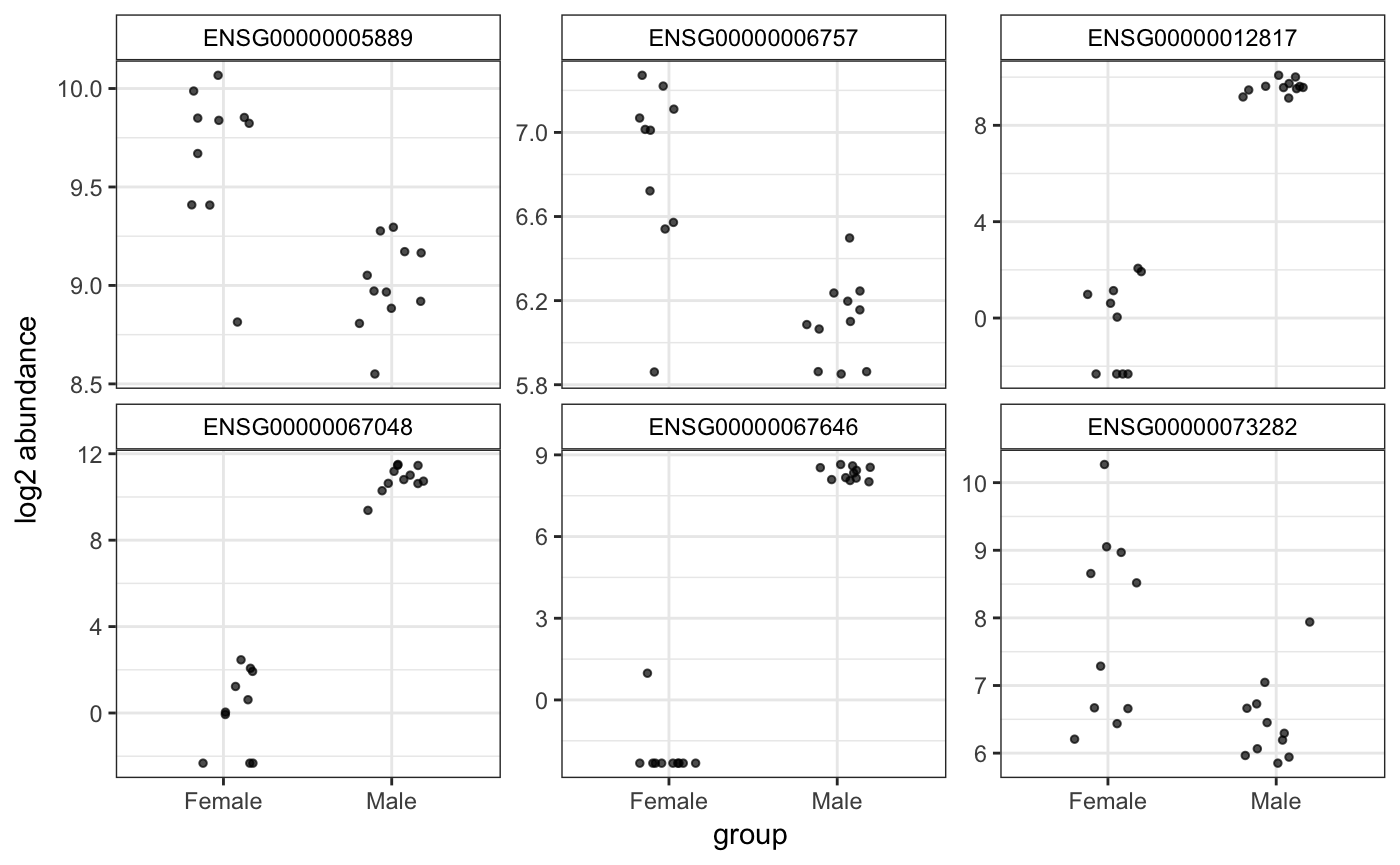 ENSG00000005889
ENSG00000006757
ENSG00000012817
10.0
9.5
9.0
8.5
7.0
6.6
6.2
5.8
8
4
0
ENSG00000067048
ENSG00000067646
ENSG00000073282
12
8
4
0
9
6
3
0
10
9
8
7
6
Female
Male
Female
Male
Female
Male
group
log2 abundance